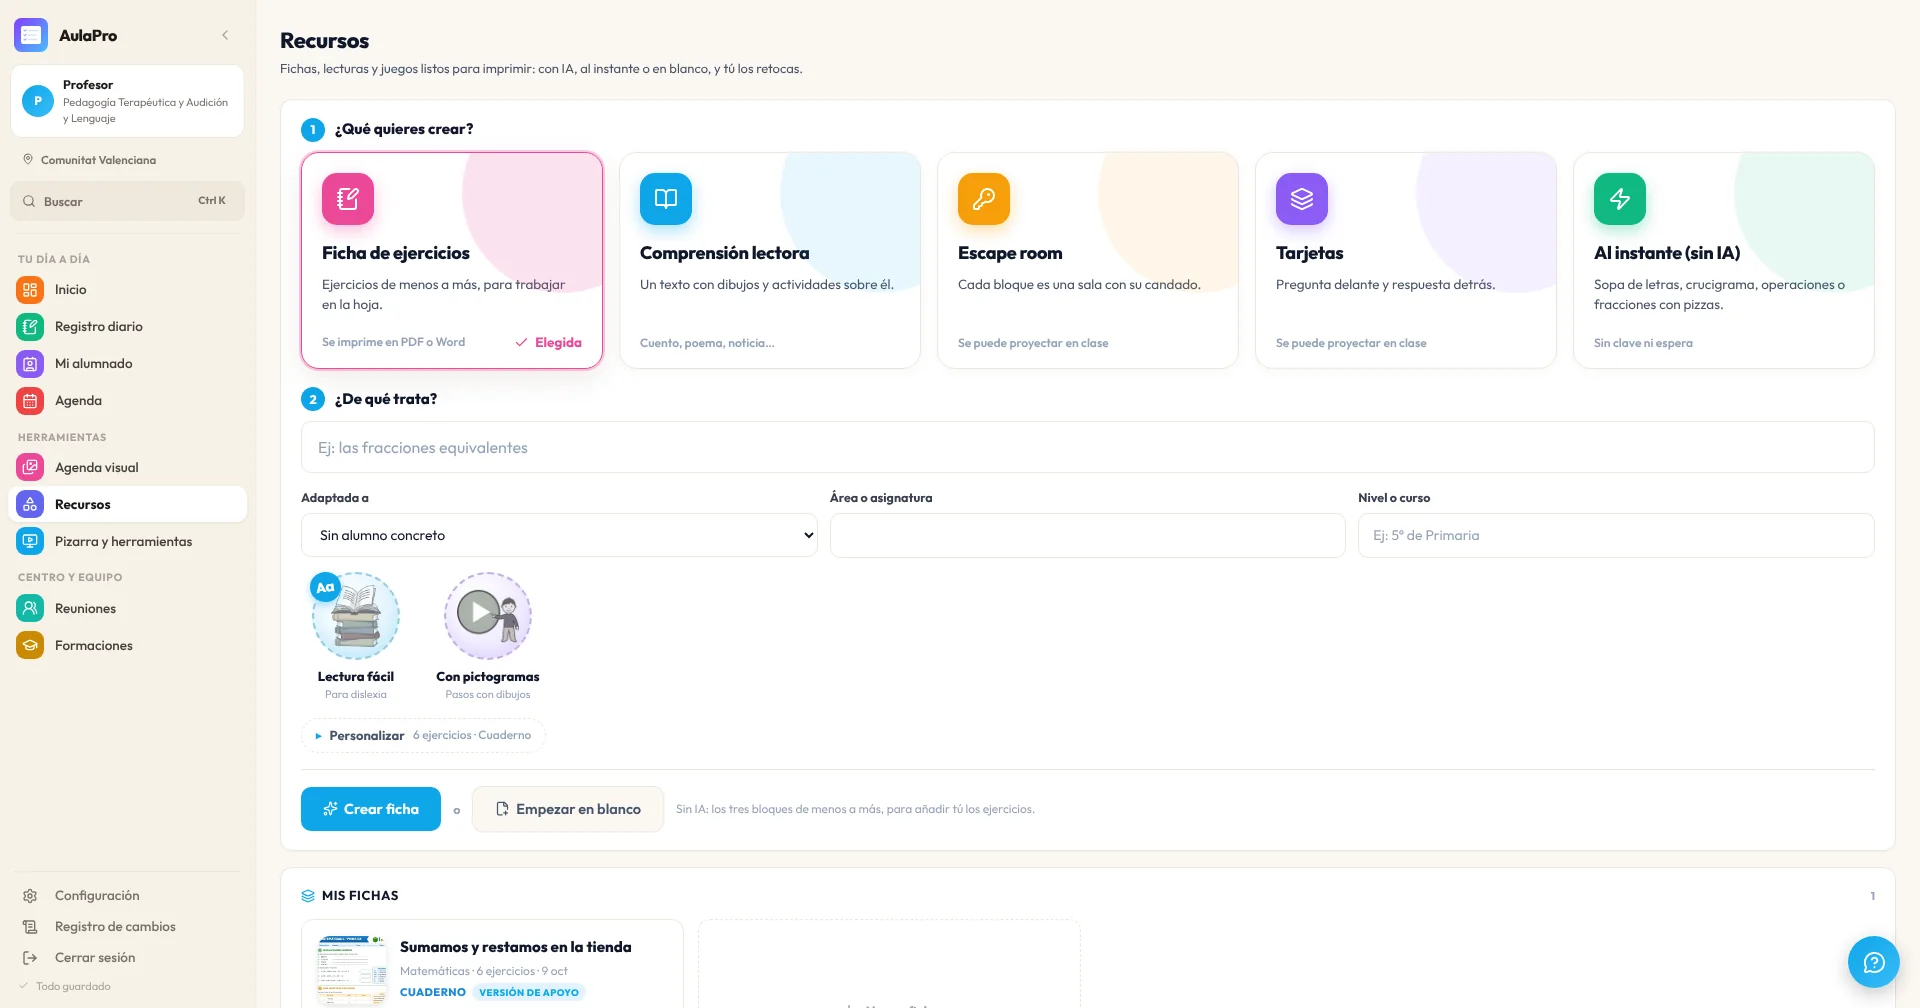 AulaPro
P
Profesor
Pedagogía Terapéutica y Audición
y Lenguaje
Comunitat Valenciana
Buscar
Ctrl K
TU DÍA A DÍA
Inicio
Registro diario
Mi alumnado
Agenda
HERRAMIENTAS
Agenda visual
Recursos
Pizarra y herramientas
CENTRO Y EQUIPO
Reuniones
Formaciones
Configuración
Registro de cambios
Cerrar sesión
Todo guardado
Recursos
Fichas, lecturas y juegos listos para imprimir: con IA, al instante o en blanco, y tú los retocas.
1 ¿Qué quieres crear?
Ficha de ejercicios
Ejercicios de menos a más, para trabajar
en la hoja.
Se imprime en PDF o Word
Elegida
Comprensión lectora
Un texto con dibujos y actividades sobre él.
Cuento, poema, noticia...
Escape room
Cada bloque es una sala con su candado.
Se puede proyectar en clase
Tarjetas
Pregunta delante y respuesta detrás.
Se puede proyectar en clase
Al instante (sin IA)
Sopa de letras, crucigrama, operaciones o
fracciones con pizzas.
Sin clave ni espera
2 ¿De qué trata?
Ej: las fracciones equivalentes
Adaptada a
Sin alumno concreto
Área o asignatura
Nivel o curso
Ej: 5º de Primaria
Aa
Lectura fácil
Para dislexia
Con pictogramas
Pasos con dibujos
Personalizar 6 ejercicios · Cuaderno
Crear ficha
o
Empezar en blanco
Sin IA: los tres bloques de menos a más, para añadir tú los ejercicios.
MIS FICHAS
1
Sumamos y restamos en la tienda
Matemáticas · 6 ejercicios · 9 oct
CUADERNO VERSIÓN DE APOYO